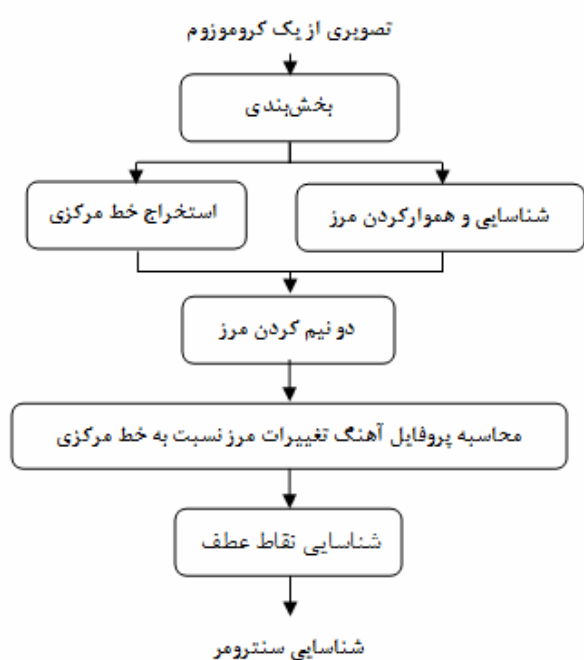 تصویری از یک کروموزوم
بخش‌بندی
شناسایی و هموارکردن مرز
استخراج خط مرکزی
دو نیم کردن مرز
محاسبه پروفایل آهنگ تغییرات مرز نسبت به خط مرکزی
شناسایی نقاط عطف
شناسایی سنترومر